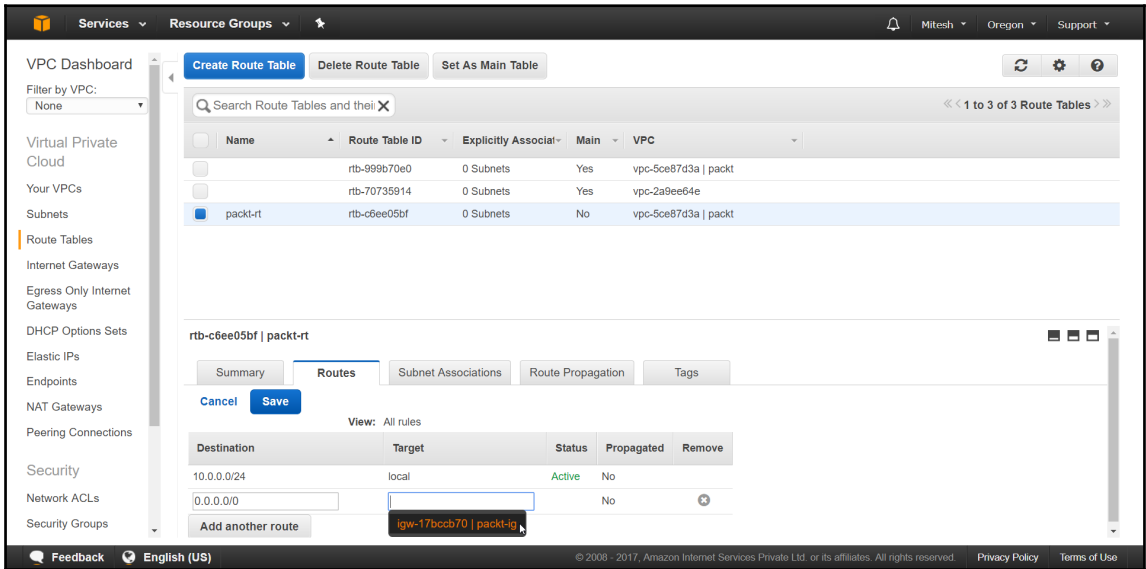 Services Resource Groups Mitesh Oregon Support
VPC Dashboard
Filter by VPC:
None
Virtual Private
Cloud
Your VPCs
Subnets
Route Tables
Internet Gateways
Egress Only Internet
Gateways
DHCP Options Sets
Elastic IPs
Endpoints
NAT Gateways
Peering Connections
Security
Network ACLs
Security Groups
Create Route Table Delete Route Table Set As Main Table
Search Route Tables and thei 1 to 3 of 3 Route Tables
Name Route Table ID Explicitly Associat Main VPC
rtb-999b70e0 0 Subnets Yes vpc-5ce87d3a | packt
rtb-70735914 0 Subnets Yes vpc-2a9ee64e
packt-rt rtb-c6ee05bf 0 Subnets No vpc-5ce87d3a | packt
rtb-c6ee05bf | packt-rt
Summary Routes Subnet Associations Route Propagation Tags
Cancel Save
View: All rules
Destination Target Status Propagated Remove
10.0.0.0/24 local Active No
0.0.0.0/0 No
igw-17bccb70 | packt-ig
Add another route
Feedback English (US) © 2008 - 2017, Amazon Internet Services Private Ltd. or its affiliates. All rights reserved. Privacy Policy Terms of Use